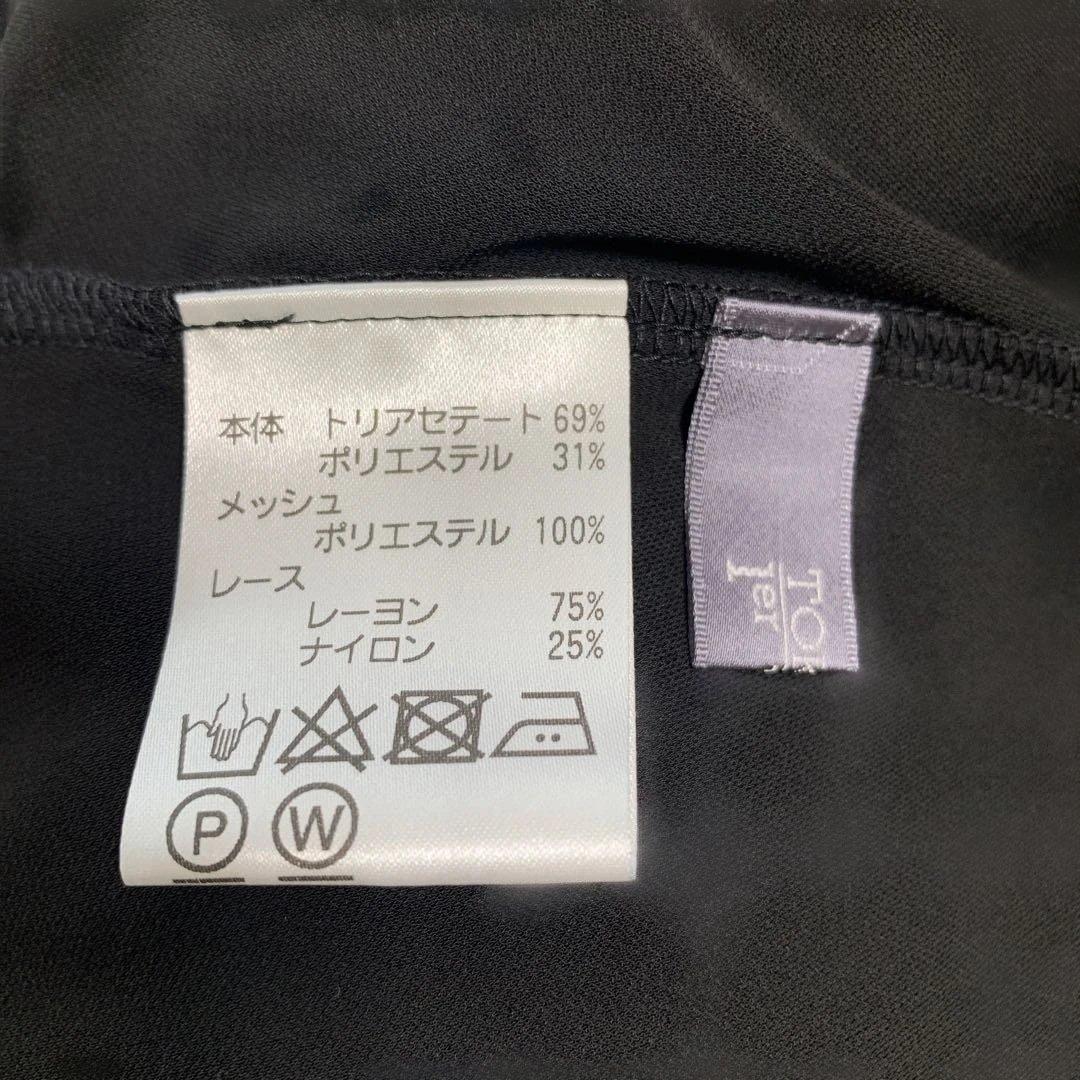 本体 トリアセテート 69%
ポリエステル 31%
メッシュ
ポリエステル 100%
レース
レーヨン 75%
ナイロン 25%
P W